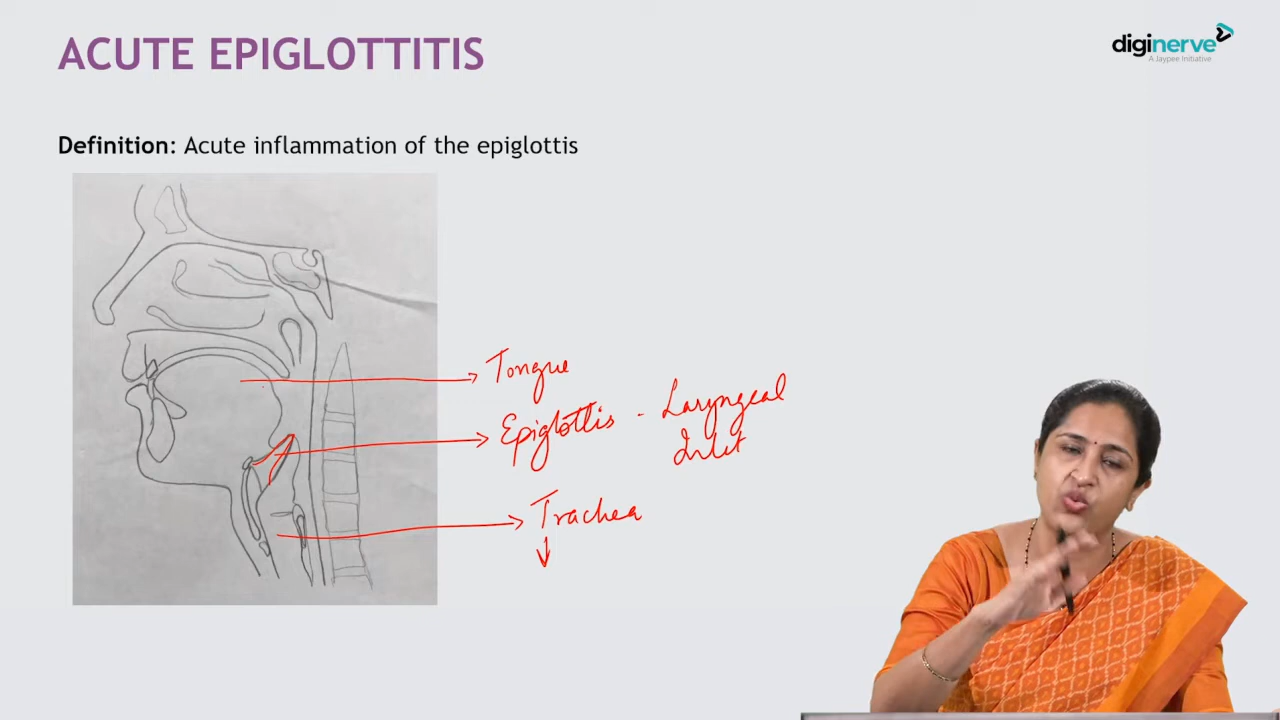 ACUTE EPIGLOTTITIS
diginerve
A Jaypee Initiative
Definition: Acute inflammation of the epiglottis
Tongue
Epiglottis - Laryngeal
Inlet
Trachea